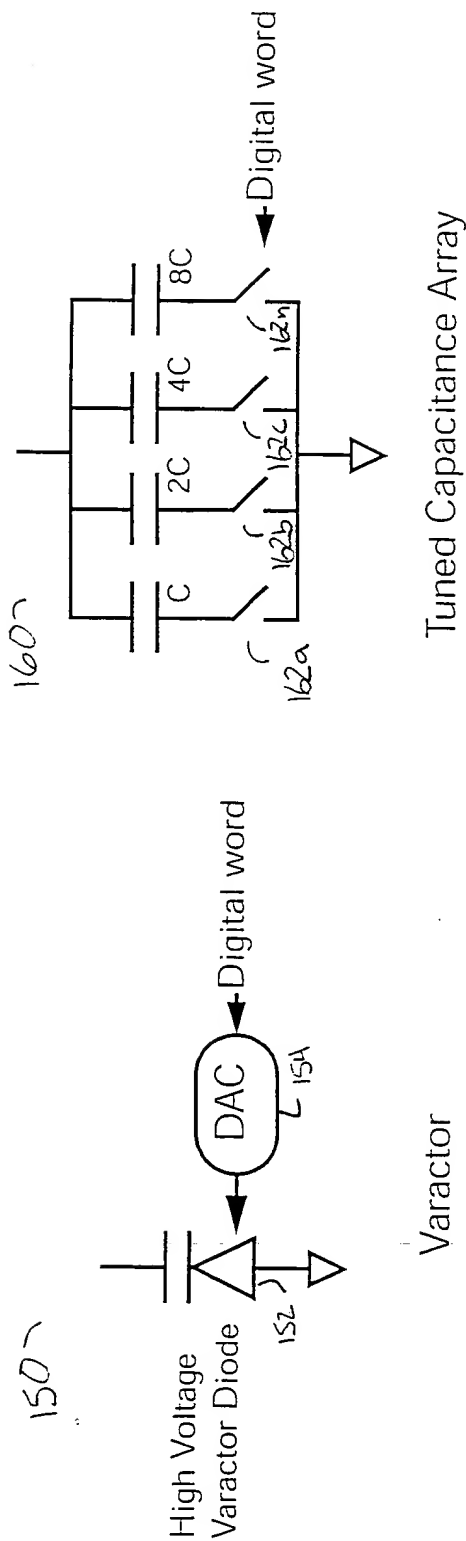 150
High Voltage
Varactor Diode
152
DAC
154
Digital word
Varactor
160
C
2C
4C
8C
162a
162b
162c
162n
Digital word
Tuned Capacitance Array